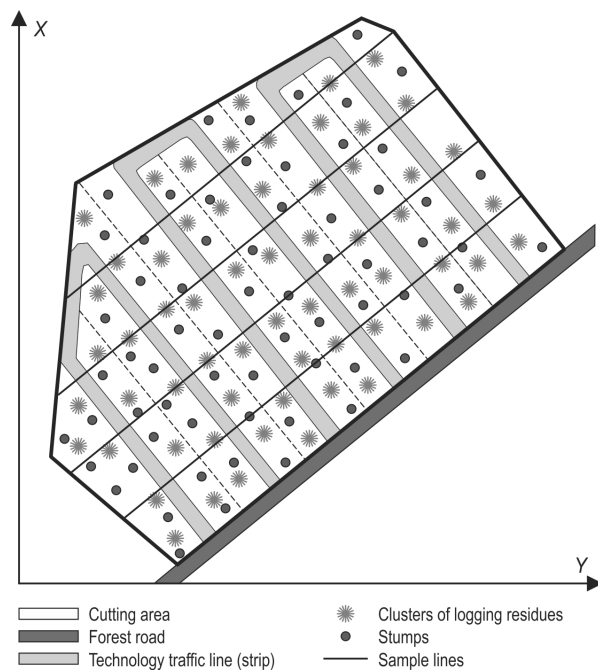 X
Y
Cutting area
Forest road
Technology traffic line (strip)
Clusters of logging residues
Stumps
Sample lines